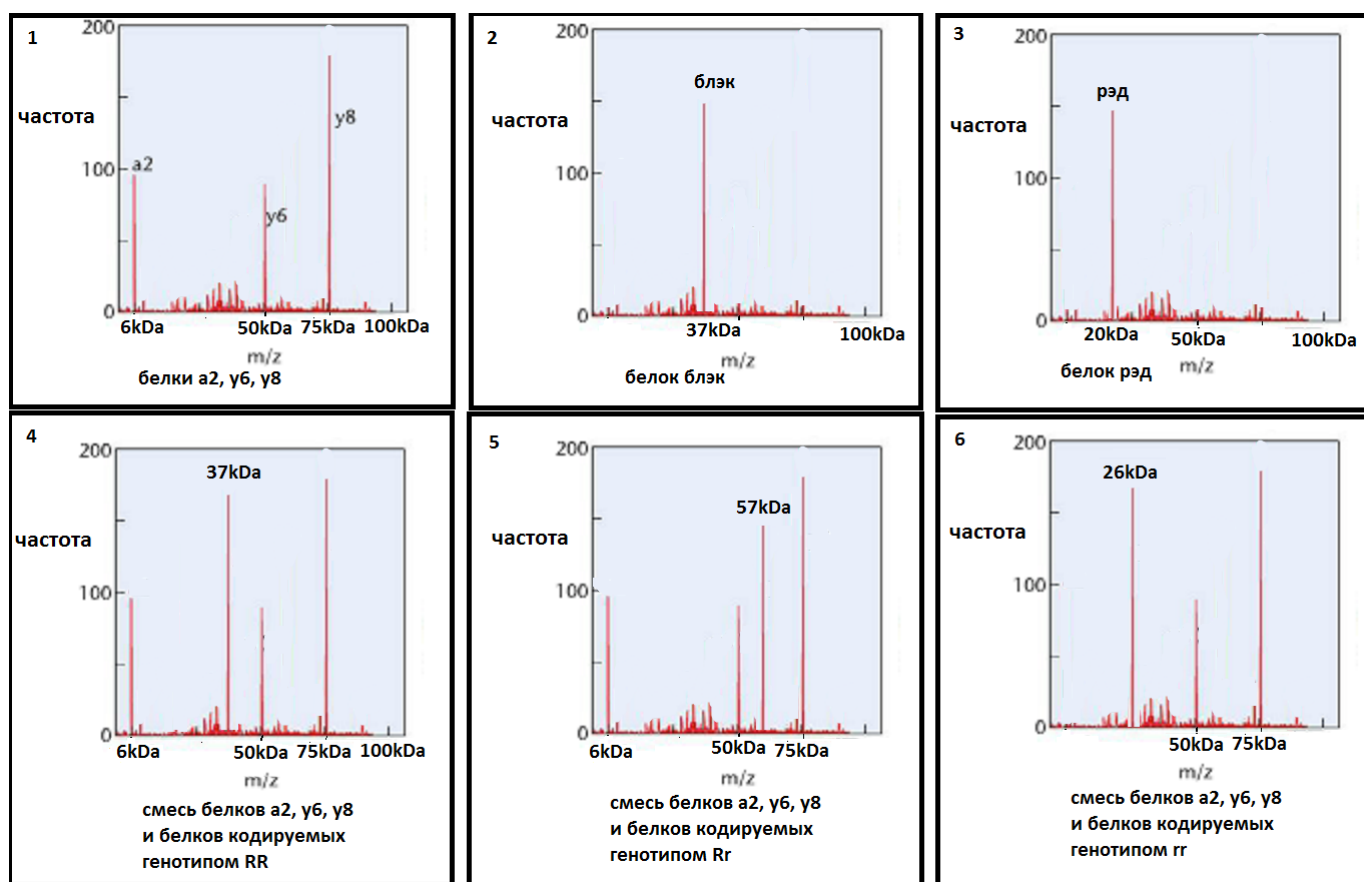 1
200
частота
a2
y8
100
y6
0
6kDa
50kDa
75kDa
100kDa
m/z
белки a2, y6, y8
2
200
блэк
частота
100
0
37kDa
100kDa
m/z
белок блэк
3
200
рэд
частота
100
0
20kDa
50kDa
100kDa
m/z
белок рэд
4
200
37kDa
частота
100
0
6kDa
50kDa
75kDa
100kDa
m/z
смесь белков a2, y6, y8
и белков кодируемых
генотипом RR
5
200
57kDa
частота
100
0
6kDa
50kDa
75kDa
m/z
смесь белков a2, y6, y8
и белков кодируемых
генотипом Rr
6
200
26kDa
частота
100
0
50kDa
75kDa
m/z
смесь белков a2, y6, y8
и белков кодируемых
генотипом rr